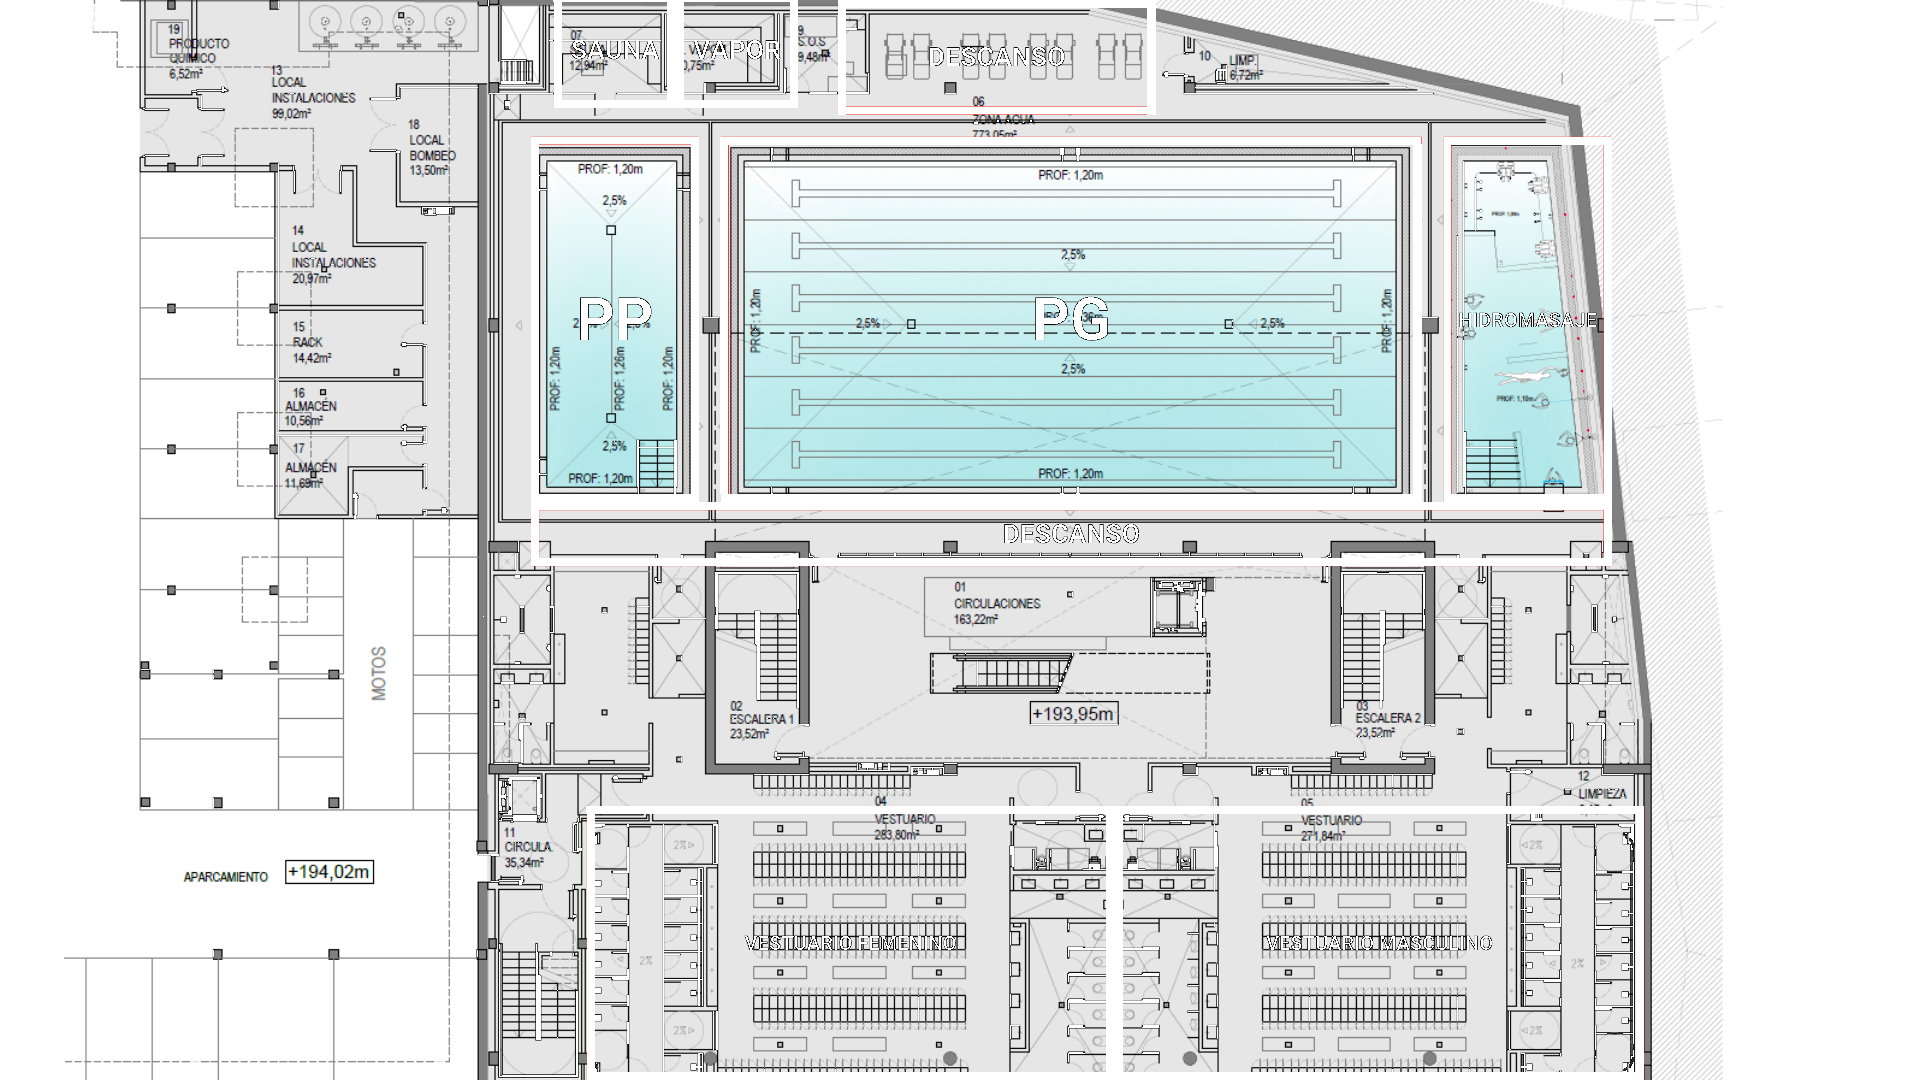 19
PRODUCTO
QUIMICO
6,52m²
13
LOCAL
INSTALACIONES
99,02m²
18
LOCAL
BOMBEO
13,50m²
14
LOCAL
INSTALACIONES
20,97m²
15
RACK
14,42m²
16
ALMACÉN
10,56m²
17
ALMACÉN
11,69m²
MOTOS
APARCAMIENTO
+194,02m
07
SAUNA
12,94m²
VAPOR
0,75m²
S.O.S
9,48m²
DESCANSO
10
LIMP.
6,72m²
06
ZONA AGUA
773,05m²
PROF: 1,20m
2,5%
PP
PROF: 1,20m
PROF: 1,26m
PROF: 1,20m
2,5%
PROF: 1,20m
PROF: 1,20m
2,5%
PROF: 1,20m
2,5%
PG
2,5%
PROF: 1,20m
2,5%
PROF: 1,20m
HIDROMASAJE
PROF: 1,10m
DESCANSO
01
CIRCULACIONES
163,22m²
+193,95m
02
ESCALERA 1
23,52m²
03
ESCALERA 2
23,52m²
12
LIMPIEZA
04
VESTUARIO
283,80m²
05
VESTUARIO
271,84m²
11
CIRCULA.
35,34m²
2%
2%
VESTUARIO FEMENINO
VESTUARIO MASCULINO
2%
2%
2%
2%